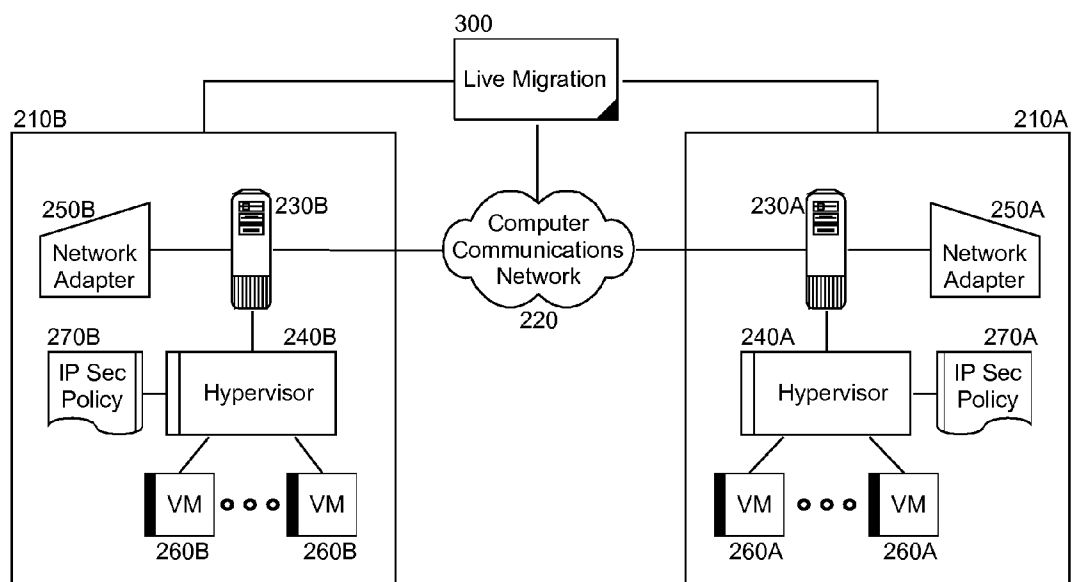 300
Live Migration
210B
210A
250B
230B
Network
Adapter
Computer
Communications
Network
220
230A
250A
Network
Adapter
270B
240B
IP Sec
Policy
Hypervisor
240A
270A
Hypervisor
IP Sec
Policy
VM
VM
260B
260B
VM
VM
260A
260A